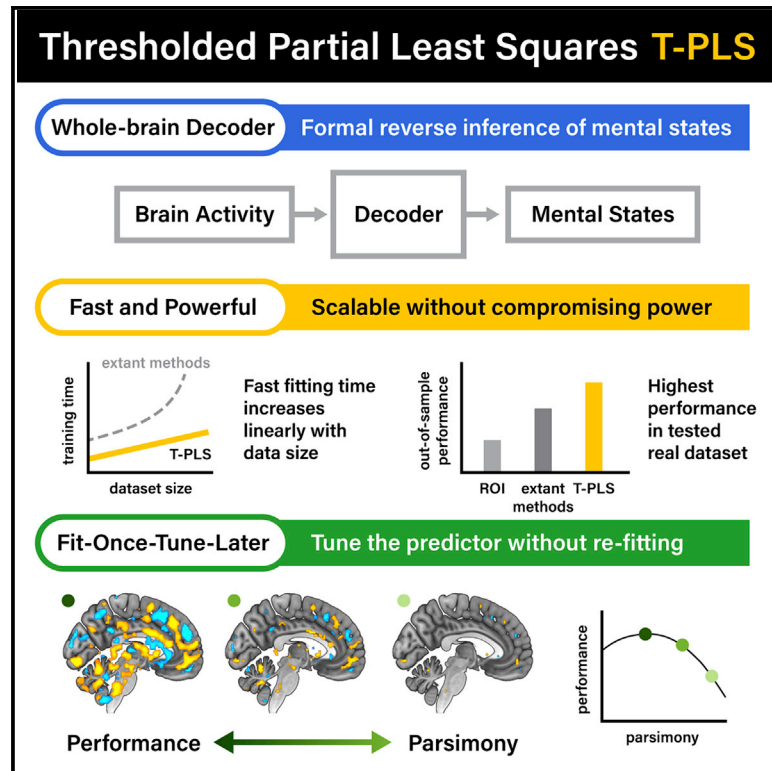 Thresholded Partial Least Squares T-PLS
Whole-brain Decoder
Formal reverse inference of mental states
Brain Activity
Decoder
Mental States
Fast and Powerful
Scalable without compromising power
extant methods
training time
T-PLS
dataset size
Fast fitting time
increases
linearly with
data size
out-of-sample
performance
ROI
extant
methods
T-PLS
Highest
performance
in tested
real dataset
Fit-Once-Tune-Later
Tune the predictor without re-fitting
Performance
Parsimony
performance
parsimony